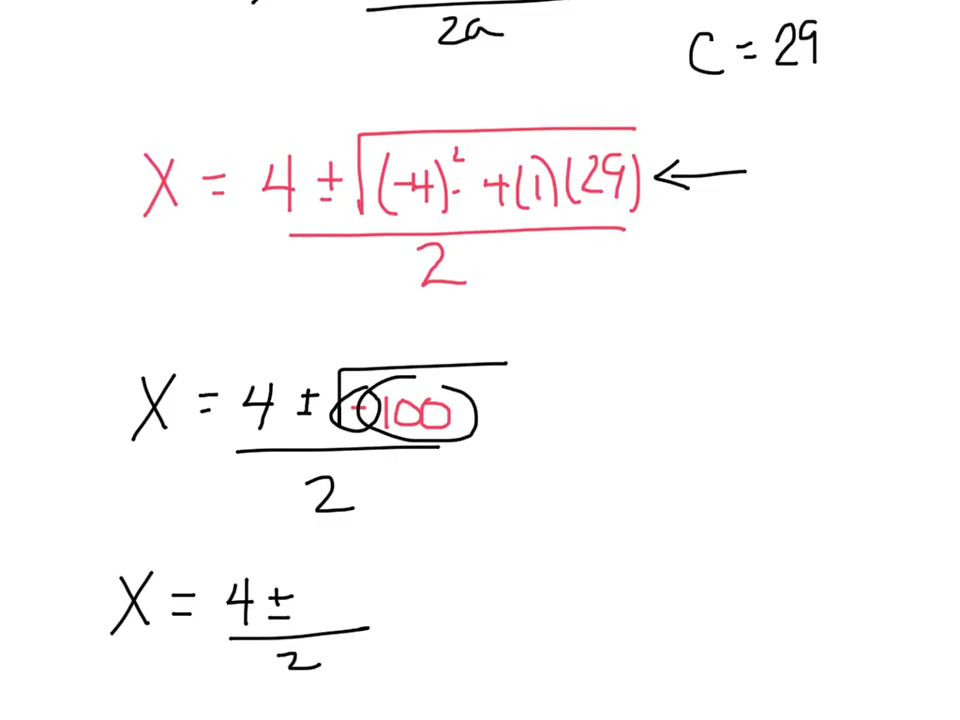 2a
C = 29
X = 4 ± √(-4)² - 4(1)(29)
2
X = 4 ± √-100
2
X = 4 ±
2